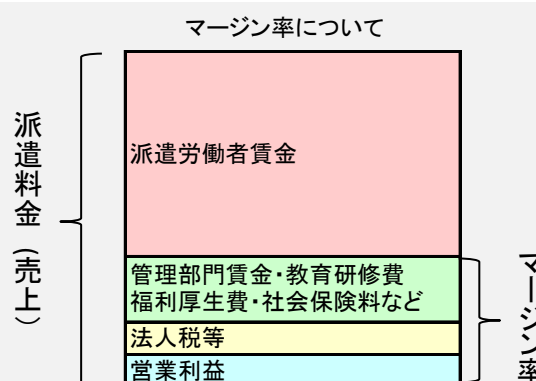 マージン率について
派遣料金（売上）
派遣労働者賃金
管理部門賃金・教育研修費
福利厚生費・社会保険料など
法人税等
営業利益
マージン率